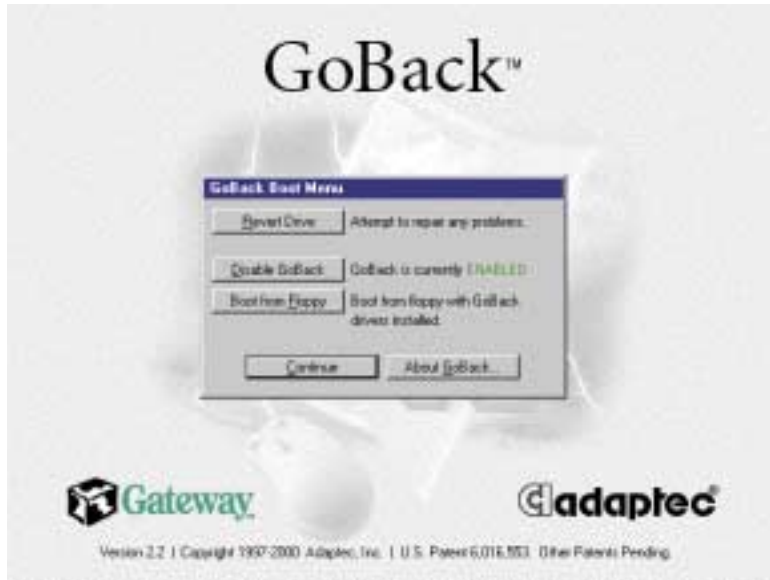 GoBack™
GoBack Boot Menu
Revert Drive
Attempt to repair any problems.
Disable GoBack
GoBack is currently ENABLED
Boot from Floppy
Boot from floppy with GoBack
drivers installed.
Continue
About GoBack...
Gateway
adaptec®
Version 2.2 | Copyright 1997-2000 Adaptec, Inc. | U.S. Patent 6,016,553. Other Patents Pending.